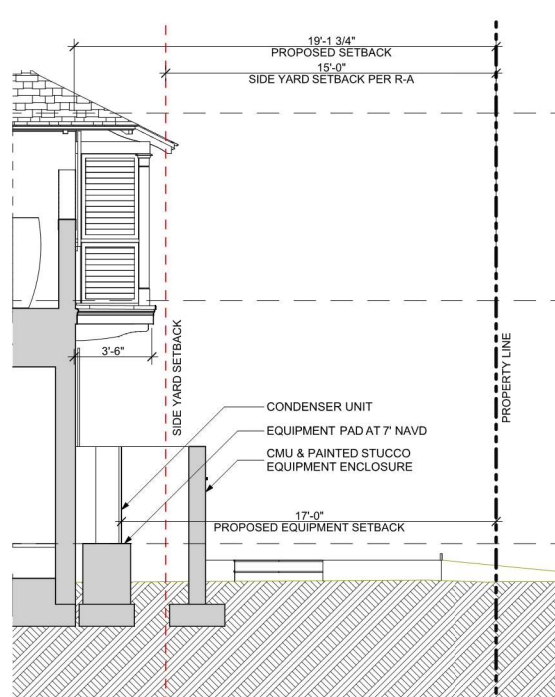 19'-1 3/4"
PROPOSED SETBACK
15'-0"
SIDE YARD SETBACK PER R-A
3'-6"
SIDE YARD SETBACK
PROPERTY LINE
CONDENSER UNIT
EQUIPMENT PAD AT 7' NAVD
CMU & PAINTED STUCCO
EQUIPMENT ENCLOSURE
17'-0"
PROPOSED EQUIPMENT SETBACK